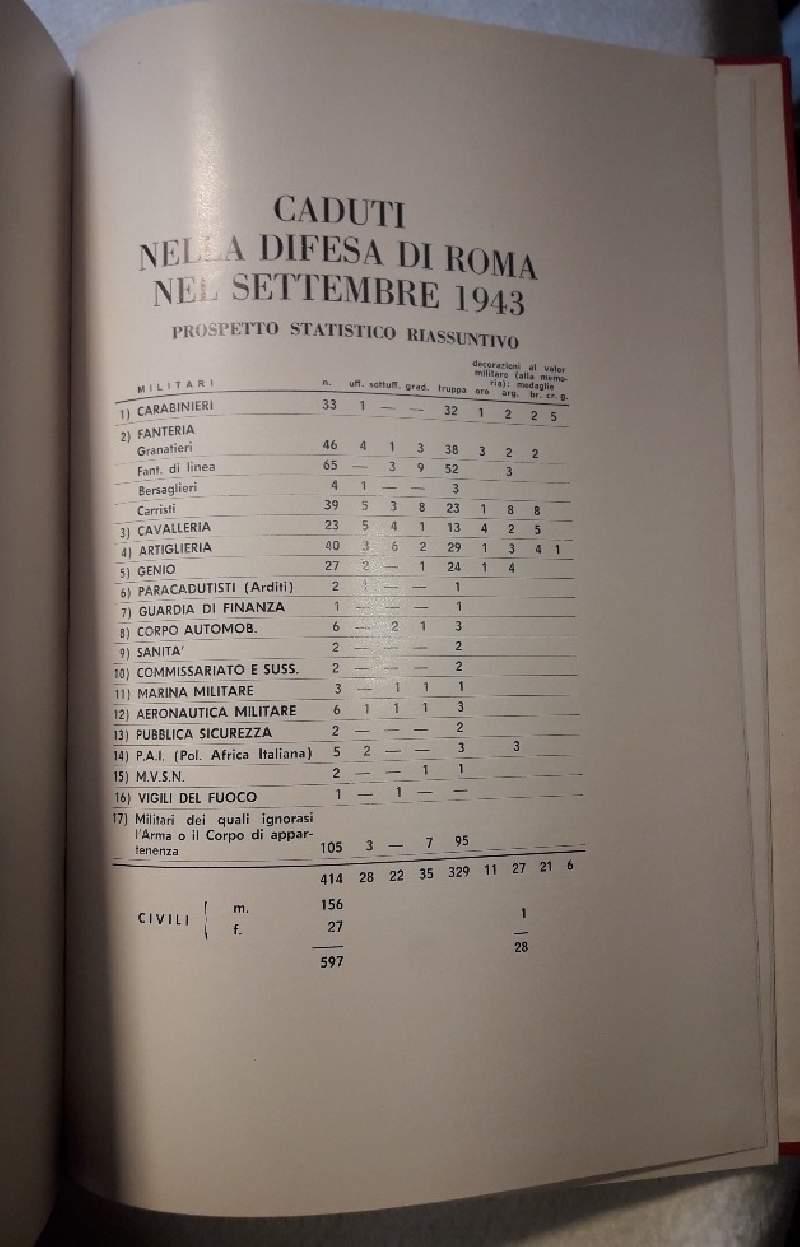 CADUTI
NELLA DIFESA DI ROMA
NEL SETTEMBRE 1943
PROSPETTO STATISTICO RIASSUNTIVO
decorazioni al valor
militare (alla memo-
ria): medaglie
MILITARI n. uff. sottuff. grad. truppa oro arg. br. cr. g.
1) CARABINIERI 33 1 — — 32 1 2 2 5
2) FANTERIA
Granatieri 46 4 1 3 38 3 2 2
Fant. di linea 65 — 3 9 52 3
Bersaglieri 4 1 — — 3
Carristi 39 5 3 8 23 1 8 8
3) CAVALLERIA 23 5 4 1 13 4 2 5
4) ARTIGLIERIA 40 3 6 2 29 1 3 4 1
5) GENIO 27 2 — 1 24 1 4
6) PARACADUTISTI (Arditi) 2 1 — — 1
7) GUARDIA DI FINANZA 1 — — — 1
8) CORPO AUTOMOB. 6 — 2 1 3
9) SANITA' 2 — — — 2
10) COMMISSARIATO E SUSS. 2 — — — 2
11) MARINA MILITARE 3 — 1 1 1
12) AERONAUTICA MILITARE 6 1 1 1 3
13) PUBBLICA SICUREZZA 2 — — — 2
14) P.A.I. (Pol. Africa Italiana) 5 2 — — 3 3
15) M.V.S.N. 2 — — 1 1
16) VIGILI DEL FUOCO 1 — 1 — —
17) Militari dei quali ignorasi
l'Arma o il Corpo di appar-
tenenza 105 3 — 7 95
414 28 22 35 329 11 27 21 6
CIVILI
m. 156 1
f. 27 —
597 28